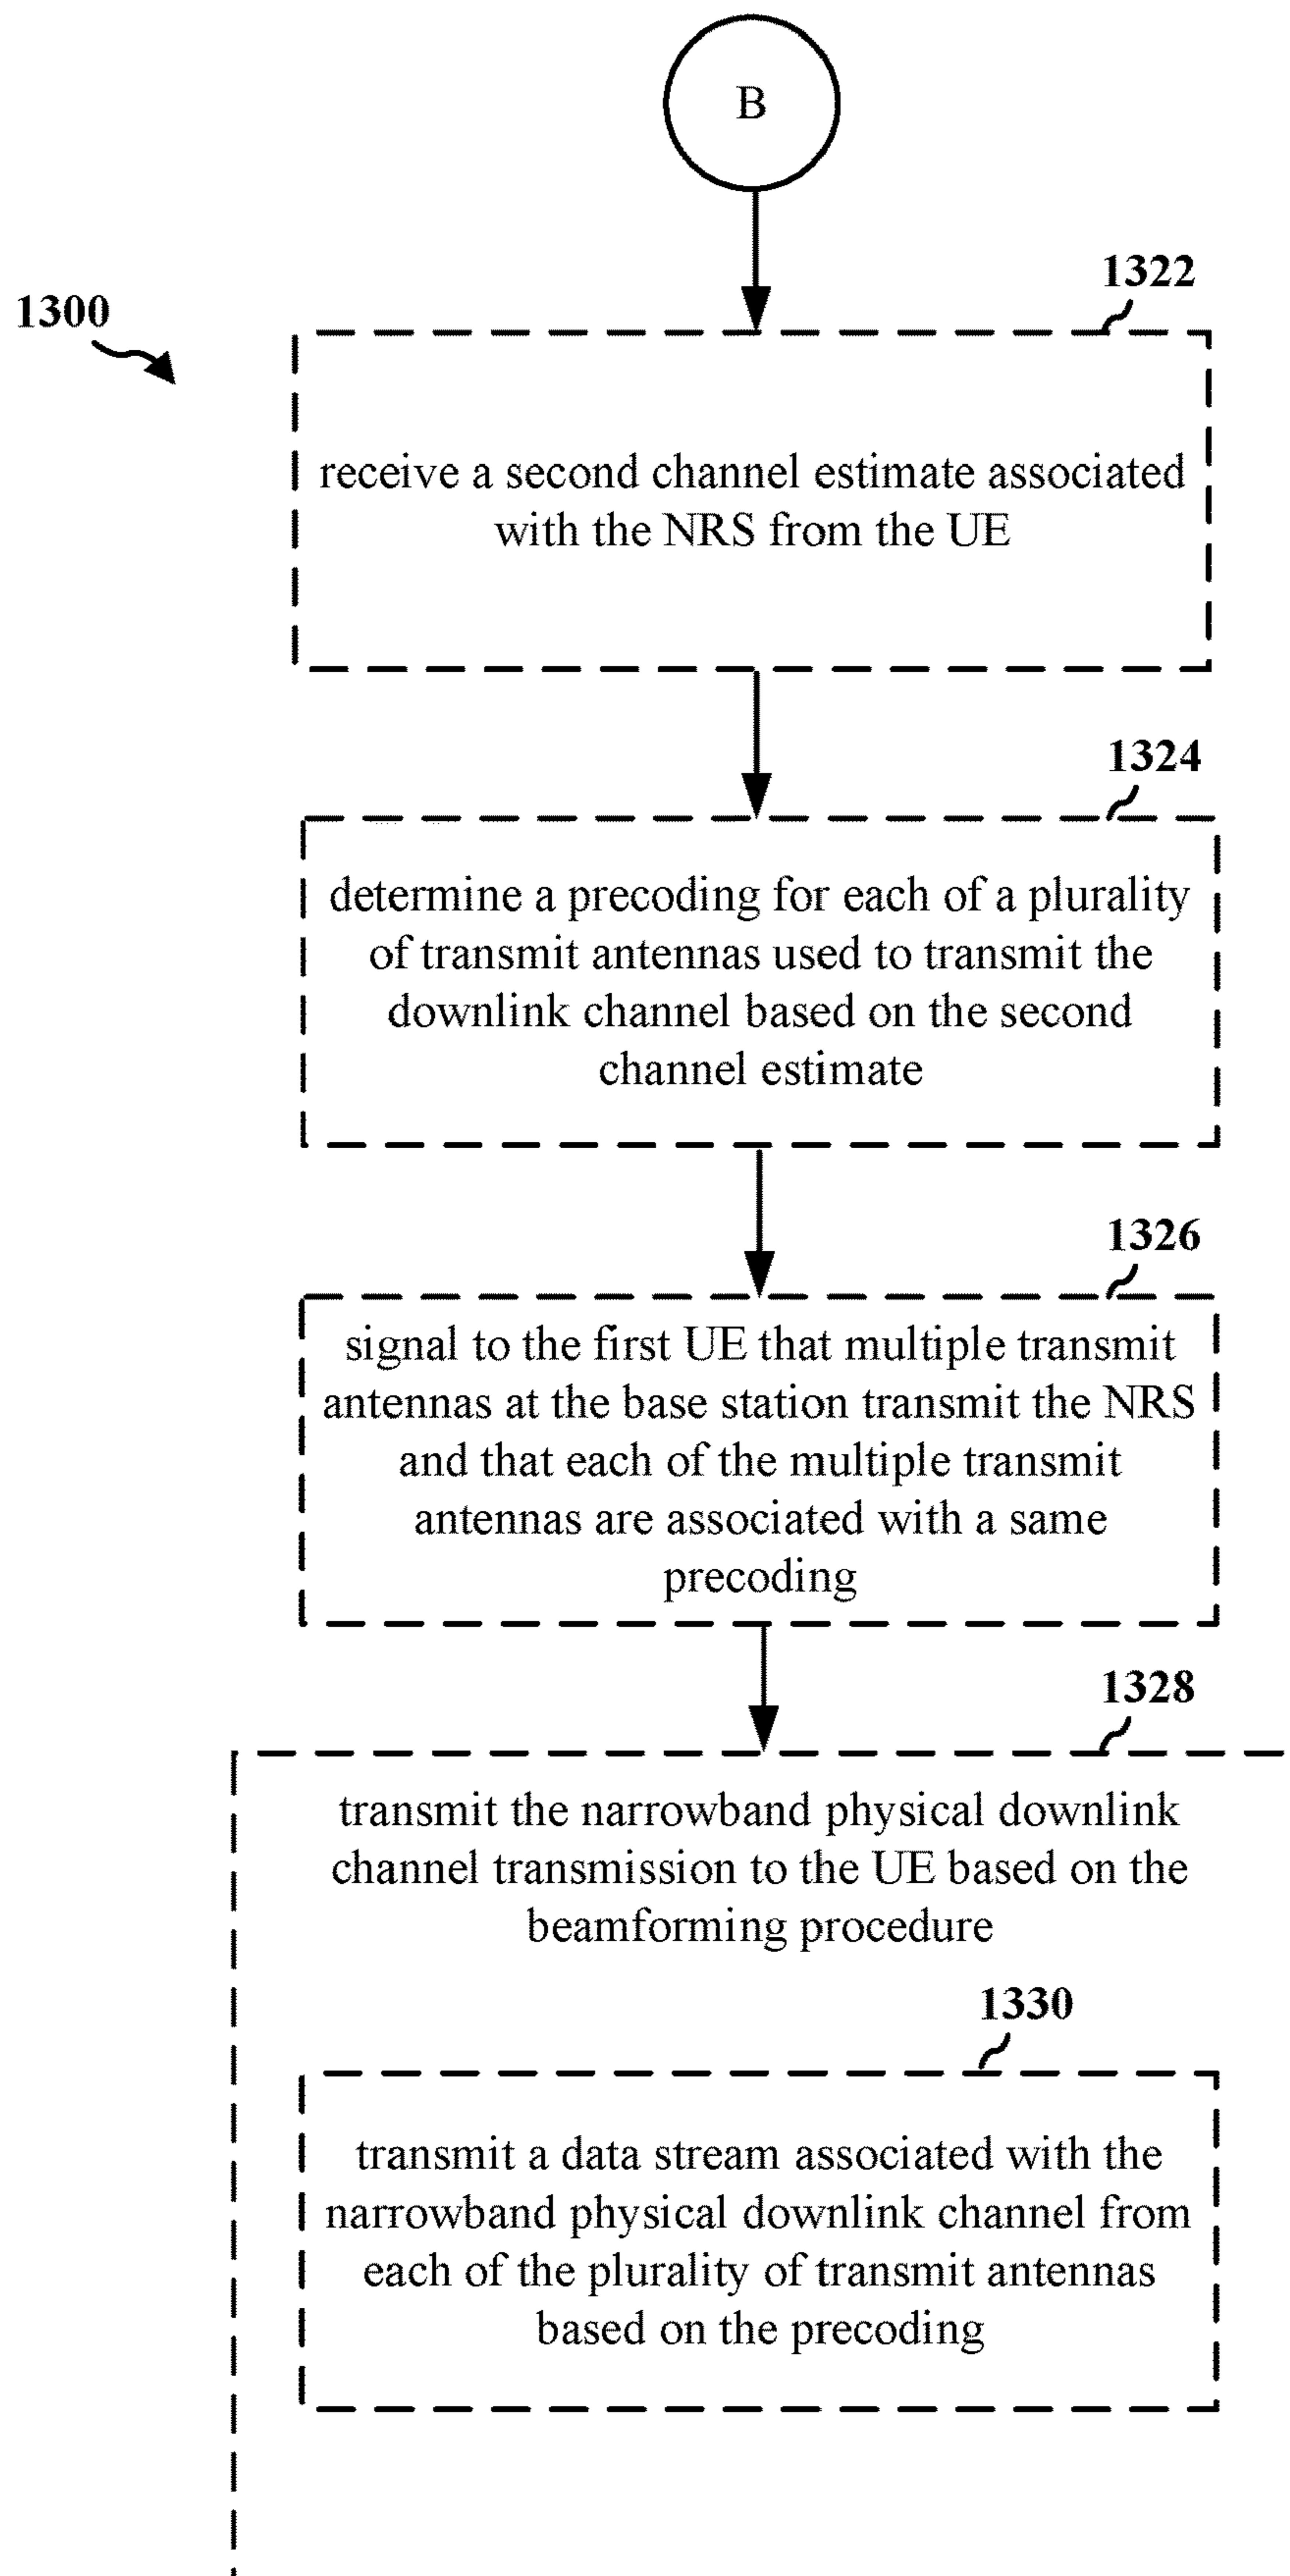 B
1300
1322
receive a second channel estimate associated
with the NRS from the UE
1324
determine a precoding for each of a plurality
of transmit antennas used to transmit the
downlink channel based on the second
channel estimate
1326
signal to the first UE that multiple transmit
antennas at the base station transmit the NRS
and that each of the multiple transmit
antennas are associated with a same
precoding
1328
transmit the narrowband physical downlink
channel transmission to the UE based on the
beamforming procedure
1330
transmit a data stream associated with the
narrowband physical downlink channel from
each of the plurality of transmit antennas
based on the precoding